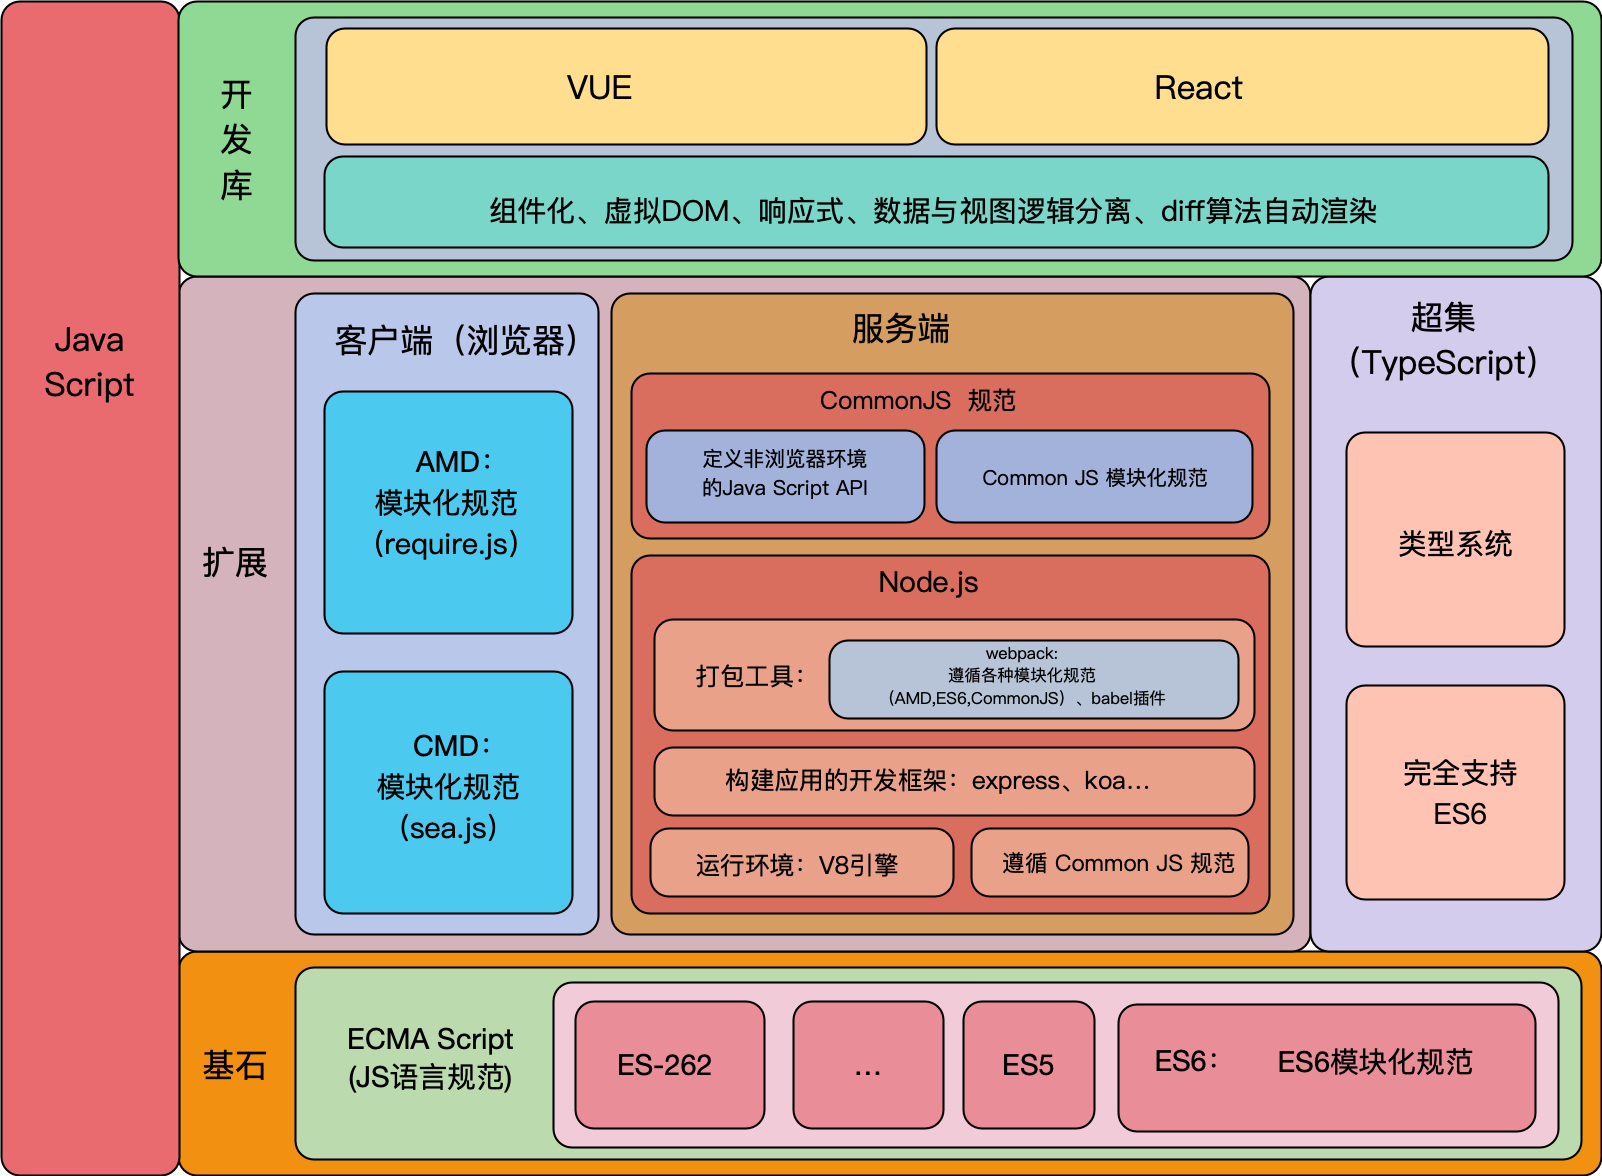 Java
Script
开
发
库
VUE
React
组件化、虚拟DOM、响应式、数据与视图逻辑分离、diff算法自动渲染
扩展
客户端（浏览器）
AMD：
模块化规范
（require.js）
CMD：
模块化规范
（sea.js）
服务端
CommonJS 规范
定义非浏览器环境
的Java Script API
Common JS 模块化规范
Node.js
打包工具：
webpack:
遵循各种模块化规范
（AMD,ES6,CommonJS）、babel插件
构建应用的开发框架：express、koa...
运行环境：V8引擎
遵循 Common JS 规范
超集
（TypeScript）
类型系统
完全支持
ES6
基石
ECMA Script
(JS语言规范)
ES-262
...
ES5
ES6： ES6模块化规范